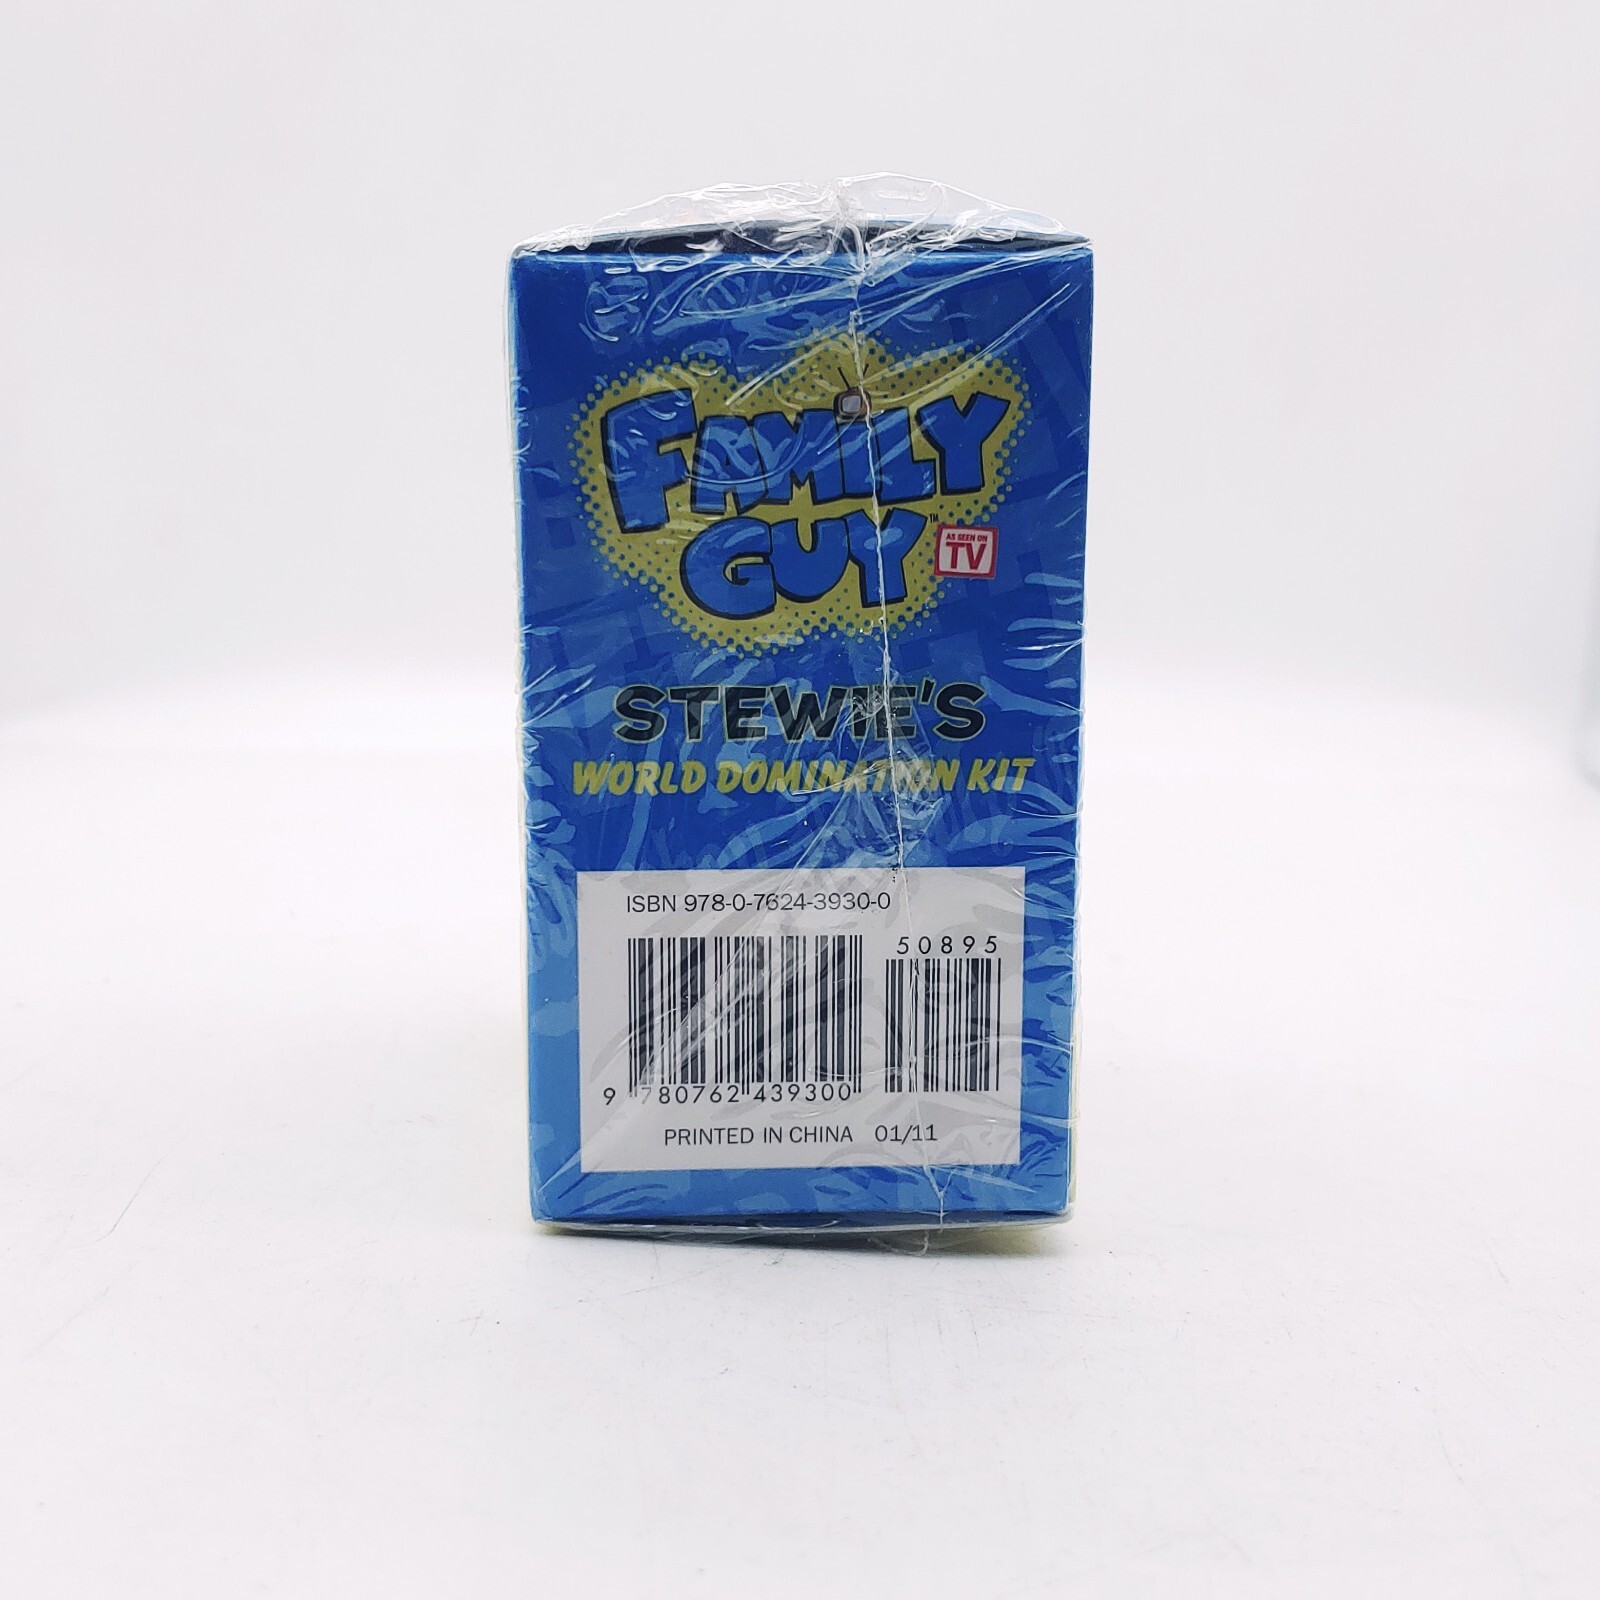 FAMiLY
GUY™
AS SEEN ON
TV
STEWIE'S
WORLD DOMINATION KIT
ISBN 978-0-7624-3930-0
50895
9 780762 439300
PRINTED IN CHINA 01/11